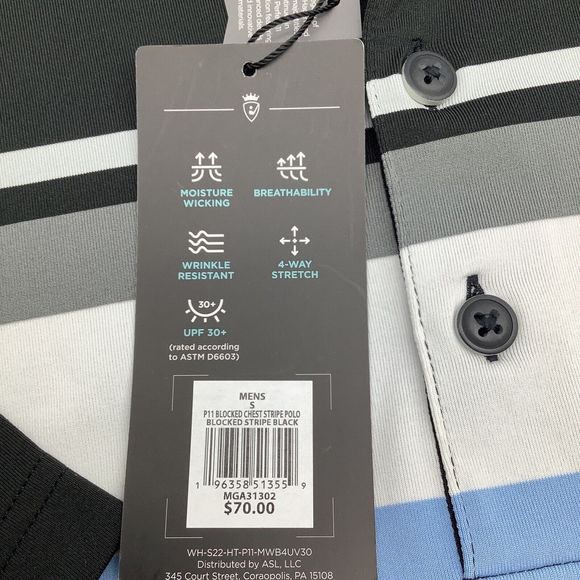 Perform
materials
MOISTURE
WICKING
BREATHABILITY
WRINKLE
RESISTANT
4-WAY
STRETCH
30+
UPF 30+
(rated according
to ASTM D6603)
MENS
S
P11 BLOCKED CHEST STRIPE POLO
BLOCKED STRIPE BLACK
1 96358 51355 9
MGA31302
$70.00
WH-S22-HT-P11-MWB4UV30
Distributed by ASL, LLC
345 Court Street, Coraopolis, PA 15108